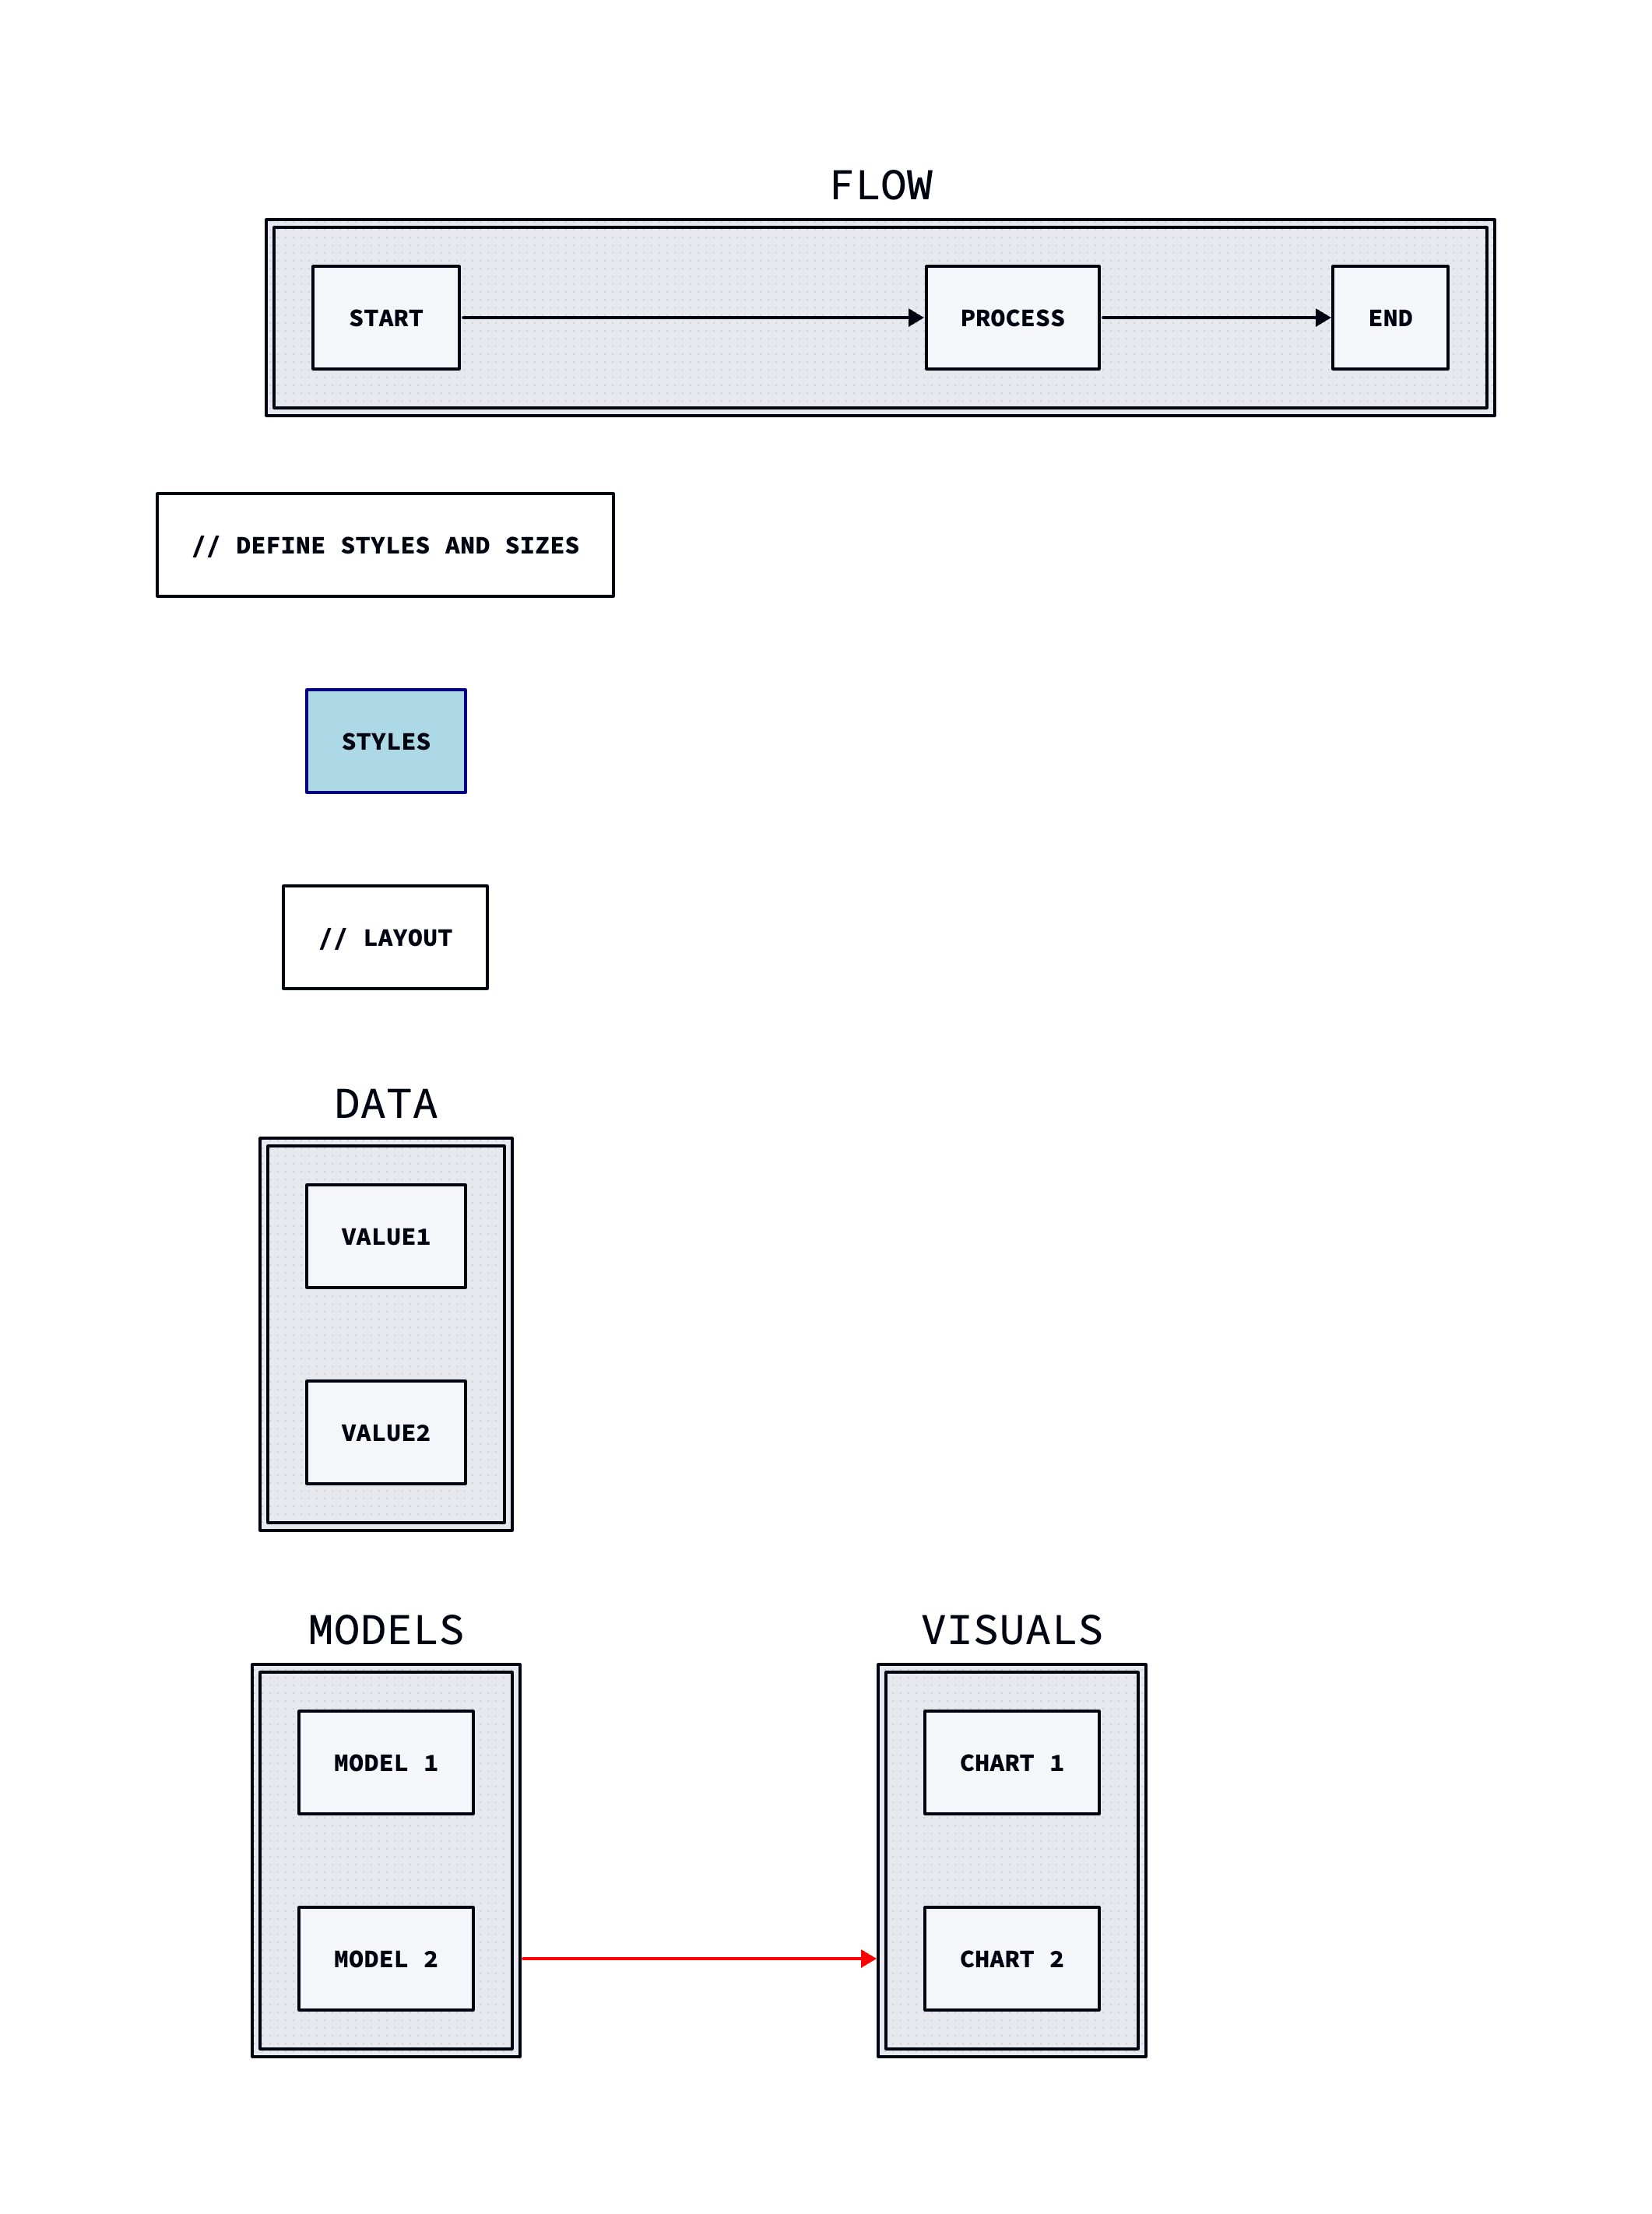 FLOW
START
PROCESS
END
// DEFINE STYLES AND SIZES
STYLES
// LAYOUT
DATA
VALUE1
VALUE2
MODELS
VISUALS
MODEL 1
CHART 1
MODEL 2
CHART 2